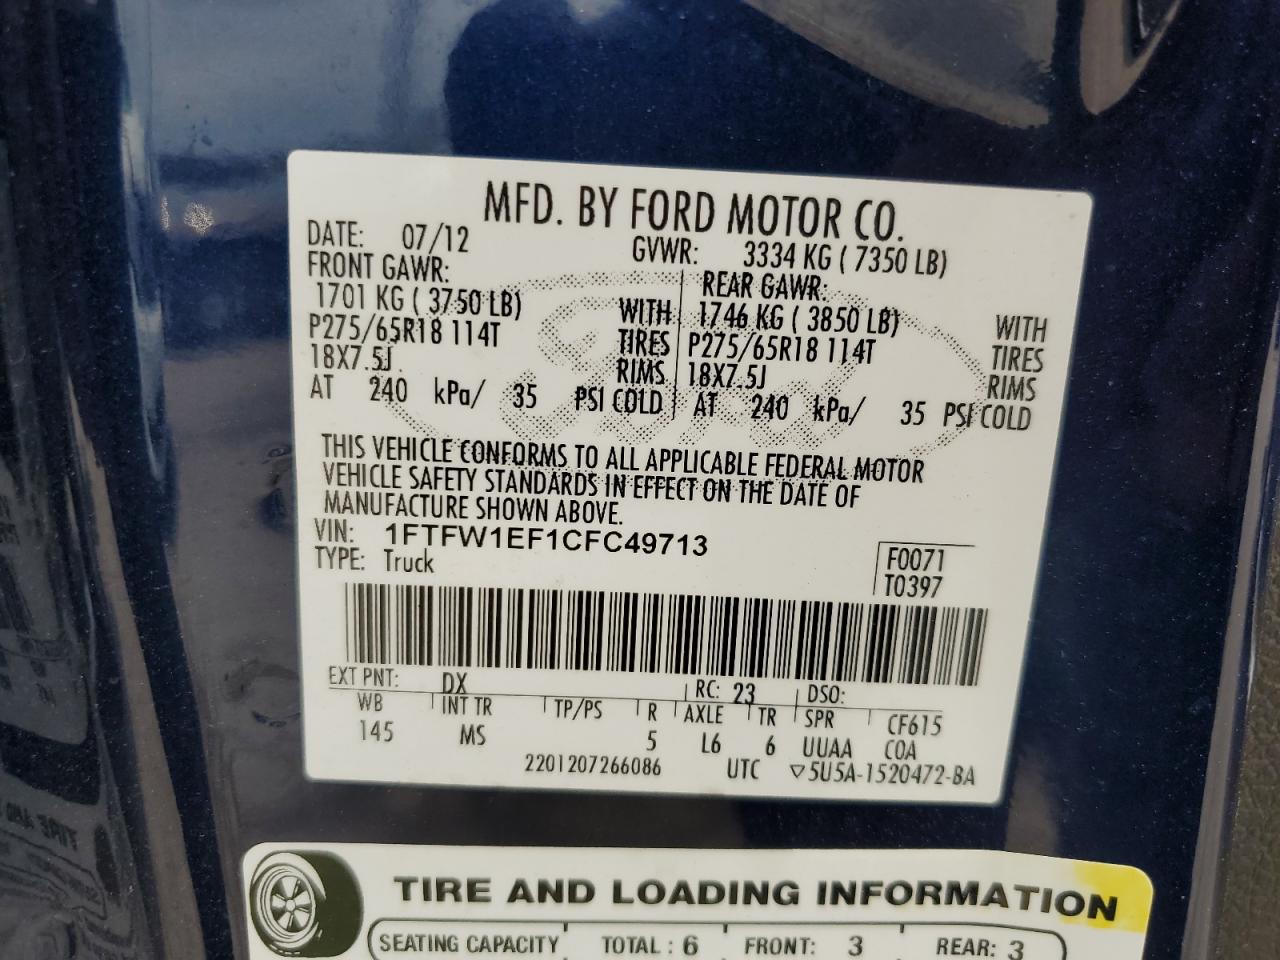 MFD. BY FORD MOTOR CO.
DATE: 07/12 GVWR: 3334 KG ( 7350 LB)
FRONT GAWR: REAR GAWR:
1701 KG ( 3750 LB) WITH 1746 KG ( 3850 LB) WITH
P275/65R18 114T TIRES P275/65R18 114T TIRES
18X7.5J RIMS 18X7.5J RIMS
AT 240 kPa/ 35 PSI COLD AT 240 kPa/ 35 PSI COLD
THIS VEHICLE CONFORMS TO ALL APPLICABLE FEDERAL MOTOR
VEHICLE SAFETY STANDARDS IN EFFECT ON THE DATE OF
MANUFACTURE SHOWN ABOVE.
VIN: 1FTFW1EF1CFC49713
TYPE: Truck
F0071
T0397
EXT PNT: DX RC: 23 DSO:
WB INT TR TP/PS R AXLE TR SPR CF615
145 MS 5 L6 6 UUAA COA
2201207266086 UTC ▽5U5A-1520472-BA
TIRE AND LOADING INFORMATION
SEATING CAPACITY TOTAL : 6 FRONT: 3 REAR: 3